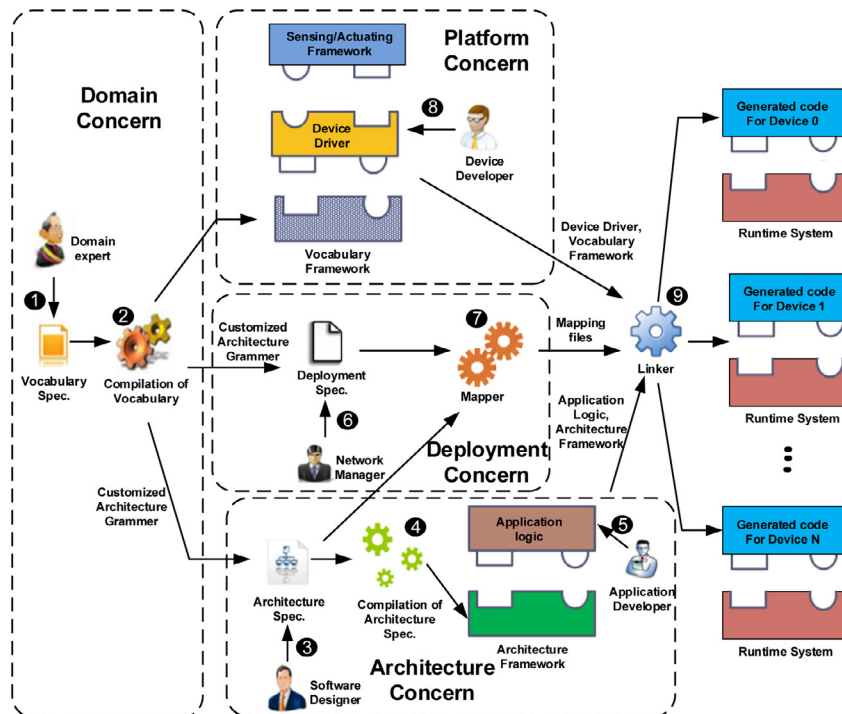 Sensing/Actuating
Framework
Platform
Concern
Domain
Concern
8
Device
Driver
Device
Developer
Vocabulary
Framework
Domain
expert
1
2
Vocabulary
Spec.
Compilation of
Vocabulary
Device Driver,
Vocabulary
Framework
Customized
Architecture
Grammer
Deployment
Spec.
7
Mapper
6
Network
Manager
Deployment
Concern
Mapping
files
9
Linker
Application
Logic,
Architecture
Framework
Customized
Architecture
Grammer
Architecture
Spec.
3
Software
Designer
4
Compilation of
Architecture
Spec.
Application
logic
5
Application
Developer
Architecture
Framework
Architecture
Concern
Generated code
For Device 0
Runtime System
Generated code
For Device 1
Runtime System
Generated code
For Device N
Runtime System